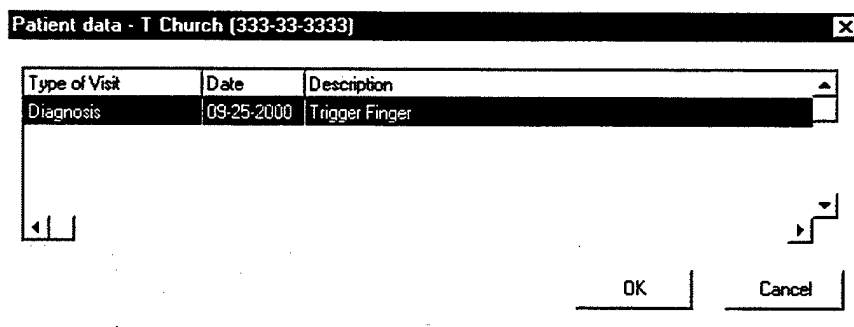 Patient data - T Church (333-33-3333)
Type of Visit Date Description
Diagnosis 09-25-2000 Trigger Finger
OK Cancel